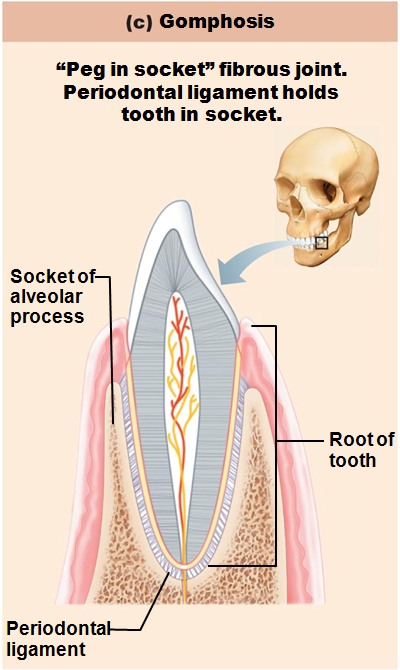 (c) Gomphosis
“Peg in socket” fibrous joint.
Periodontal ligament holds
tooth in socket.
Socket of
alveolar
process
Root of
tooth
Periodontal
ligament